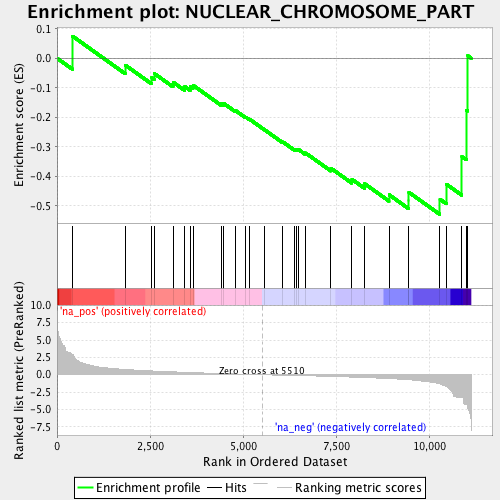 Enrichment plot: NUCLEAR_CHROMOSOME_PART
Enrichment score (ES)
0.1
0.0
-0.1
-0.2
-0.3
-0.4
-0.5
'na_pos' (positively correlated)
Ranked list metric (PreRanked)
10.0
7.5
5.0
2.5
0.0
-2.5
-5.0
-7.5
Zero cross at 5510
'na_neg' (negatively correlated)
0
2,500
5,000
7,500
10,000
Rank in Ordered Dataset
Enrichment profile
Hits
Ranking metric scores